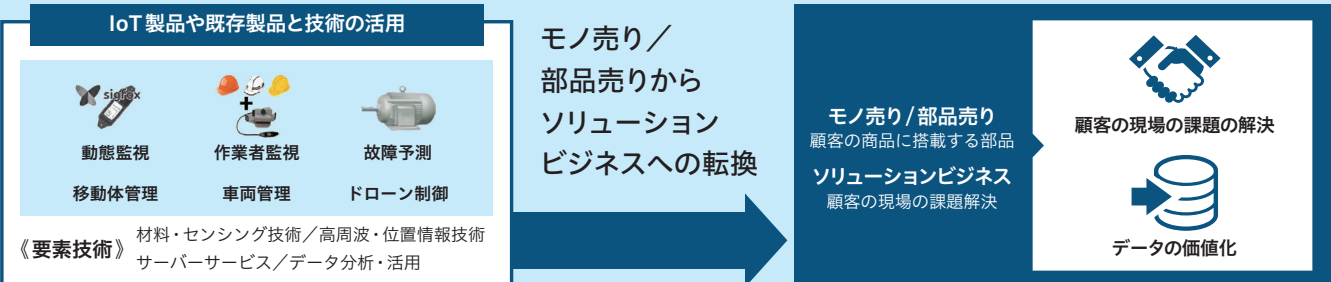 IoT製品や既存製品と技術の活用
sigfox
+
動態監視
作業者監視
故障予測
移動体管理
車両管理
ドローン制御
《要素技術》
材料・センシング技術／高周波・位置情報技術
サーバーサービス／データ分析・活用
モノ売り／
部品売りから
ソリューション
ビジネスへの転換
モノ売り/部品売り
顧客の商品に搭載する部品
ソリューションビジネス
顧客の現場の課題解決
顧客の現場の課題の解決
データの価値化